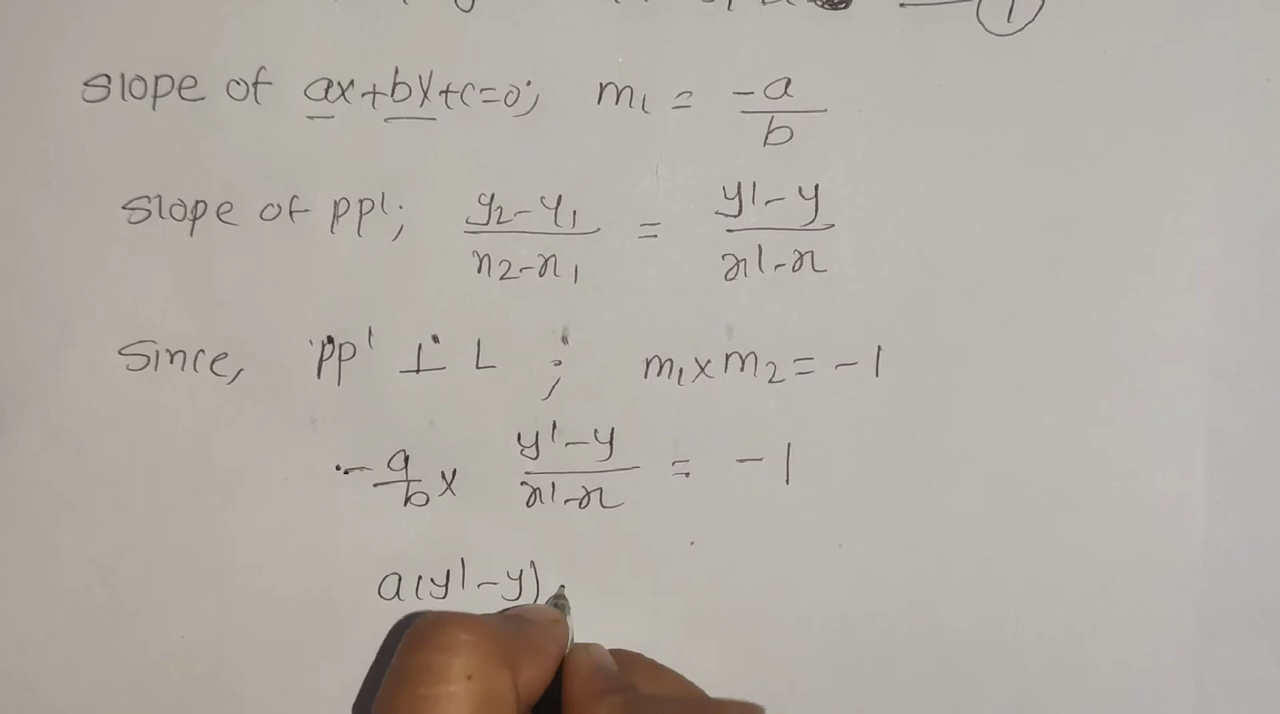 ①
slope of ax+by+c=0; m₁ = -a/b
slope of pp'; y₂-y₁/x₂-x₁ = y'-y/x'-x
Since, pp' ⊥ L ; m₁×m₂ = -1
-a/b × y'-y/x'-x = -1
a(y'-y)